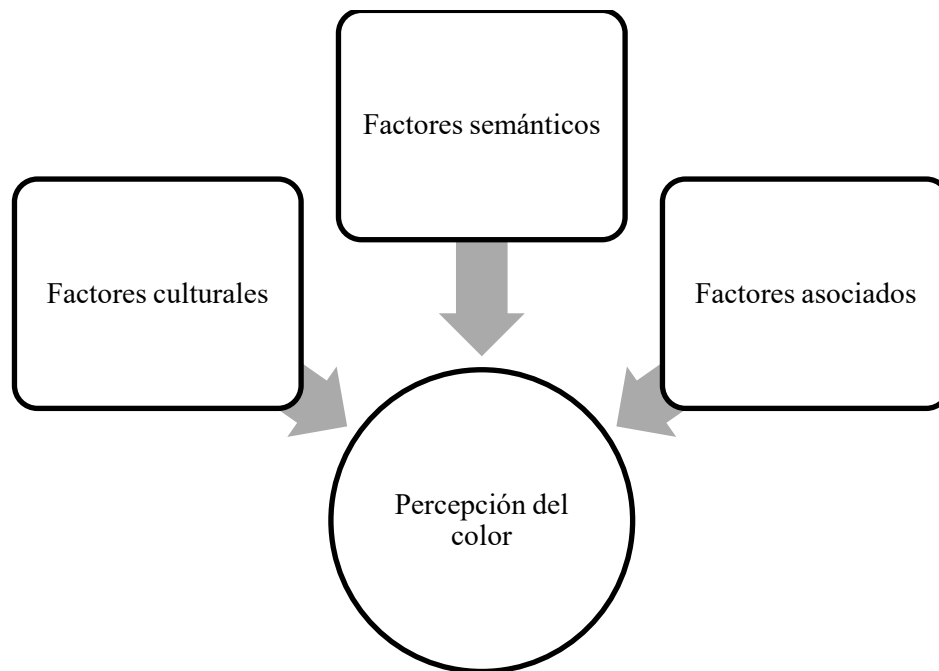 Factores semánticos
Factores culturales
Factores asociados
Percepción del
color